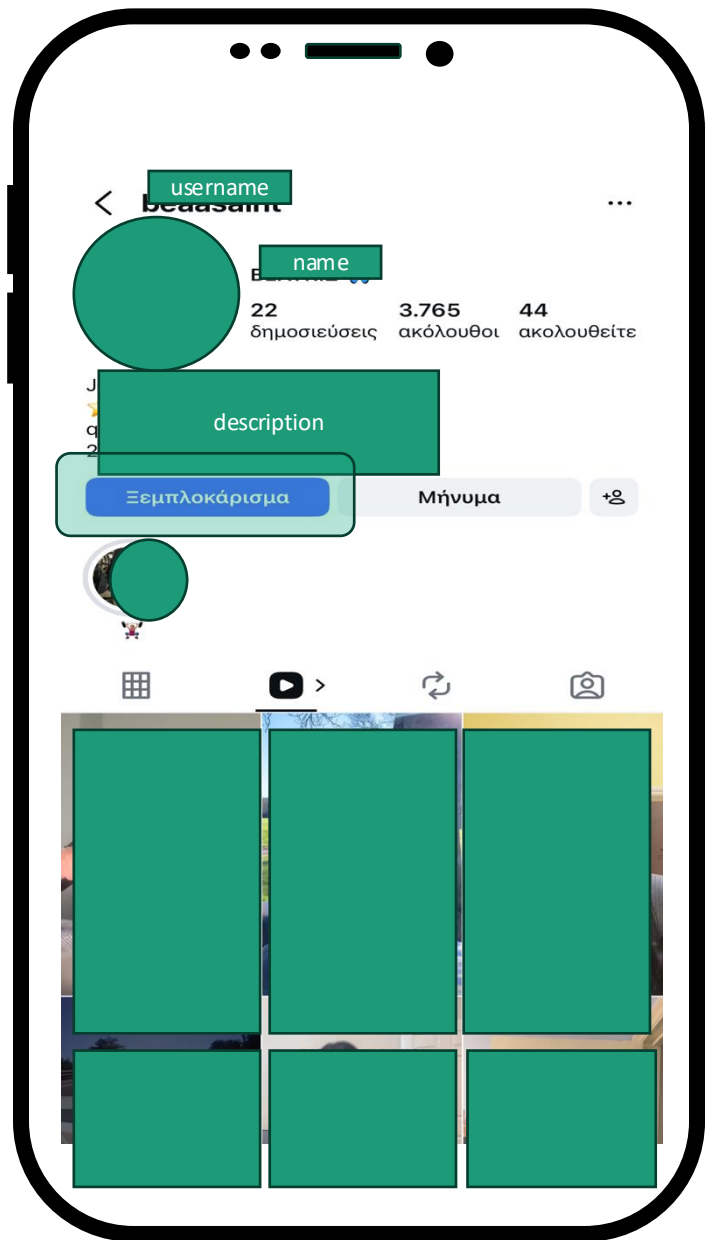 username
name
22 3.765 44
δημοσιεύσεις ακόλουθοι ακολουθείτε
description
Ξεμπλοκάρισμα Μήνυμα